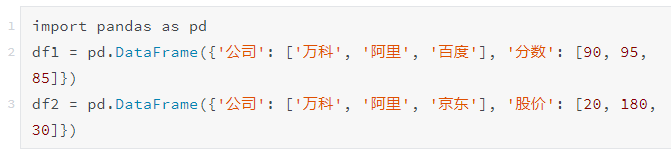 1 import pandas as pd
2 df1 = pd.DataFrame({'公司': ['万科', '阿里', '百度'], '分数': [90, 95,
85]})
3 df2 = pd.DataFrame({'公司': ['万科', '阿里', '京东'], '股价': [20, 180,
30]})